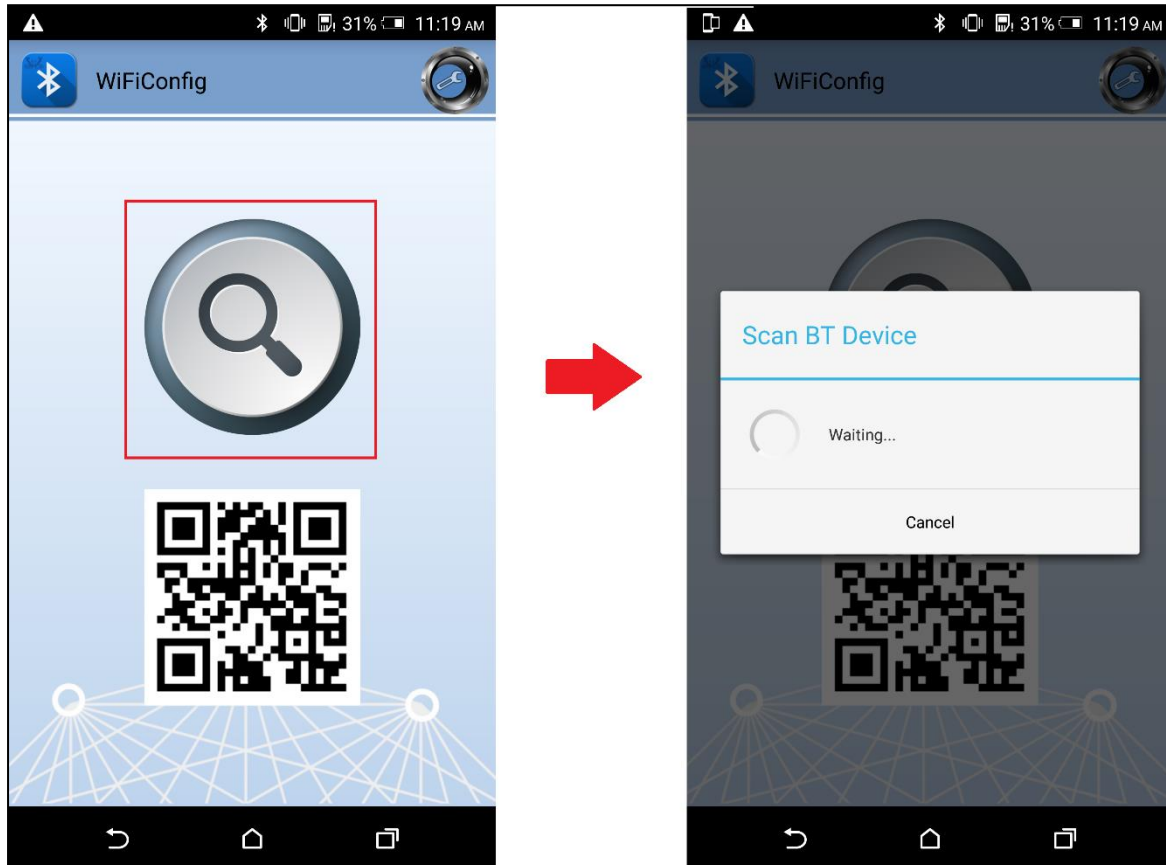 31% 11:19 AM
WiFiConfig
31% 11:19 AM
WiFiConfig
Scan BT Device
Waiting...
Cancel